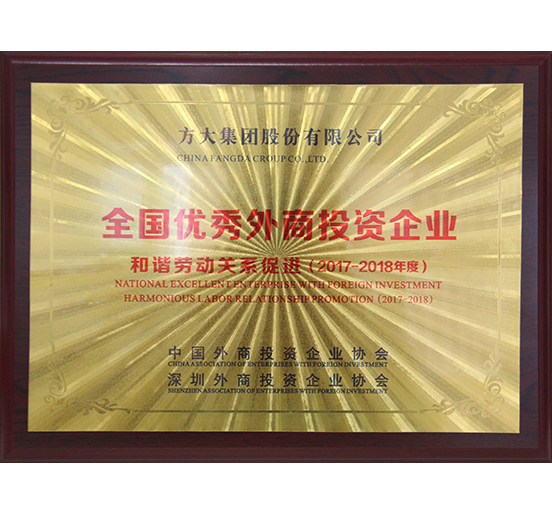 方大集团股份有限公司
CHINA FANGDA GROUP CO.,LTD.
全国优秀外商投资企业
和谐劳动关系促进（2017-2018年度）
NATIONAL EXCELLENT ENTERPRISE WITH FOREIGN INVESTMENT
HARMONIOUS LABOR RELATIONSHIP PROMOTION (2017-2018)
中国外商投资企业协会
CHINA ASSOCIATION OF ENTERPRISES WITH FOREIGN INVESTMENT
深圳外商投资企业协会
SHENZHEN ASSOCIATION OF ENTERPRISES WITH FOREIGN INVESTMENT